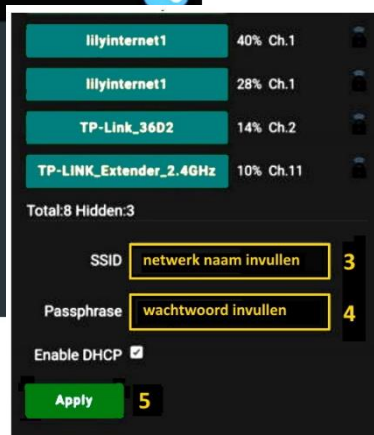 lilyinternet1 40% Ch.1
lilyinternet1 28% Ch.1
TP-Link_36D2 14% Ch.2
TP-LINK_Extender_2.4GHz 10% Ch.11
Total:8 Hidden:3
SSID netwerk naam invullen 3
Passphrase wachtwoord invullen 4
Enable DHCP
Apply 5